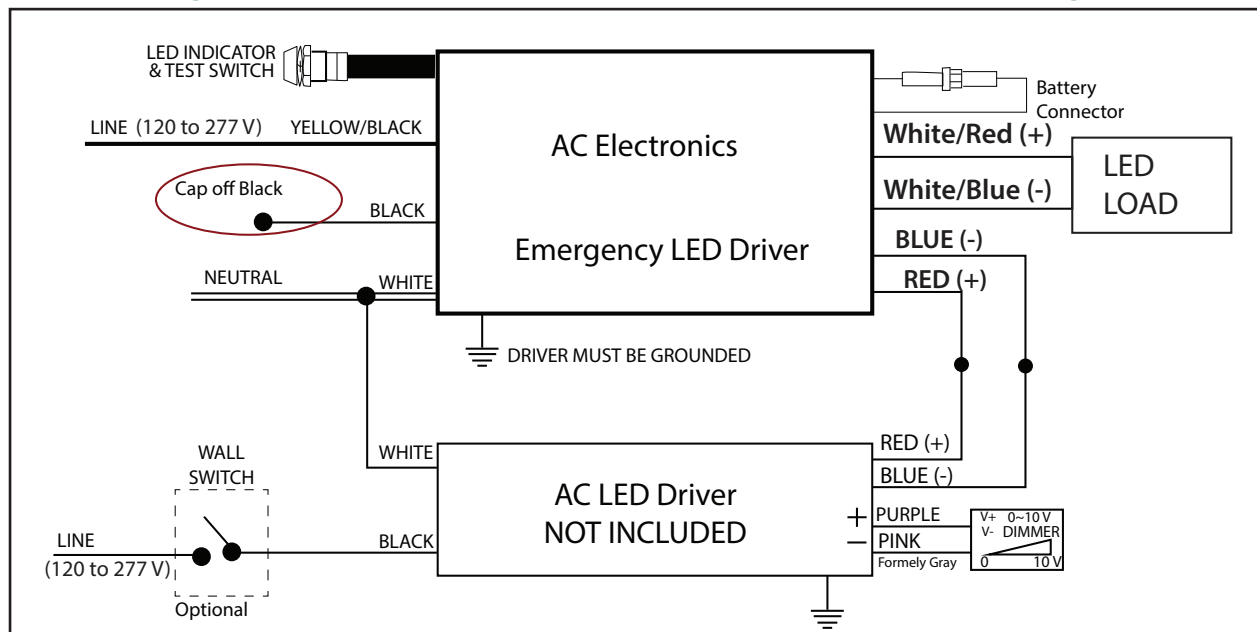 LED INDICATOR
& TEST SWITCH
Battery
Connector
LINE (120 to 277 V)
YELLOW/BLACK
AC Electronics
White/Red (+)
LED
LOAD
Cap off Black
White/Blue (-)
BLACK
Emergency LED Driver
BLUE (-)
NEUTRAL
WHITE
RED (+)
DRIVER MUST BE GROUNDED
WALL
SWITCH
WHITE
RED (+)
BLUE (-)
AC LED Driver
NOT INCLUDED
+ PURPLE
V+ 0~10 V
V- DIMMER
− PINK
LINE
BLACK
Formely Gray
0 10 V
(120 to 277 V)
Optional